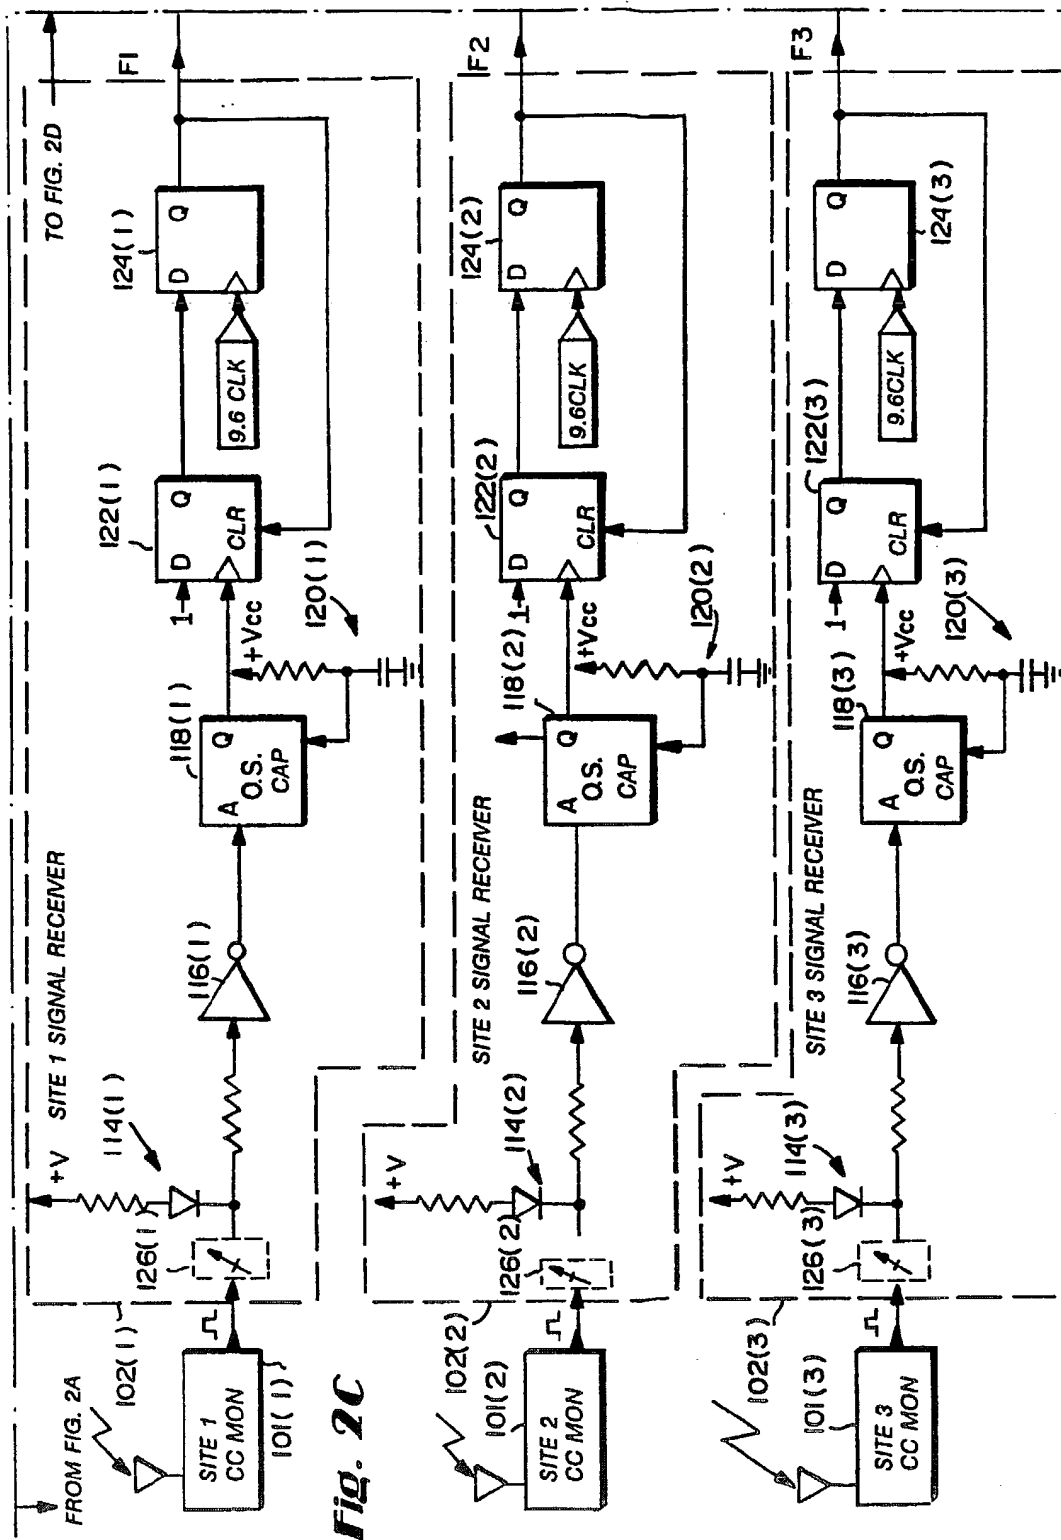 FROM FIG. 2A
TO FIG. 2D
102(1)
SITE 1
CC MON
101(1)
126(1)
+V
114(1)
SITE 1 SIGNAL RECEIVER
116(1)
118(1)
A
Q
O.S.
CAP
+Vcc
120(1)
1
122(1)
D
Q
CLR
9.6 CLK
124(1)
D
Q
F1
Fig. 2C
102(2)
101(2)
SITE 2
CC MON
126(2)
+V
114(2)
SITE 2 SIGNAL RECEIVER
116(2)
118(2)
A
Q
O.S.
CAP
+Vcc
120(2)
1
122(2)
D
Q
CLR
9.6CLK
124(2)
D
Q
F2
102(3)
101(3)
SITE 3
CC MON
126(3)
+V
114(3)
SITE 3 SIGNAL RECEIVER
116(3)
118(3)
A
Q
O.S.
CAP
+Vcc
120(3)
1
122(3)
D
Q
CLR
9.6CLK
124(3)
D
Q
F3